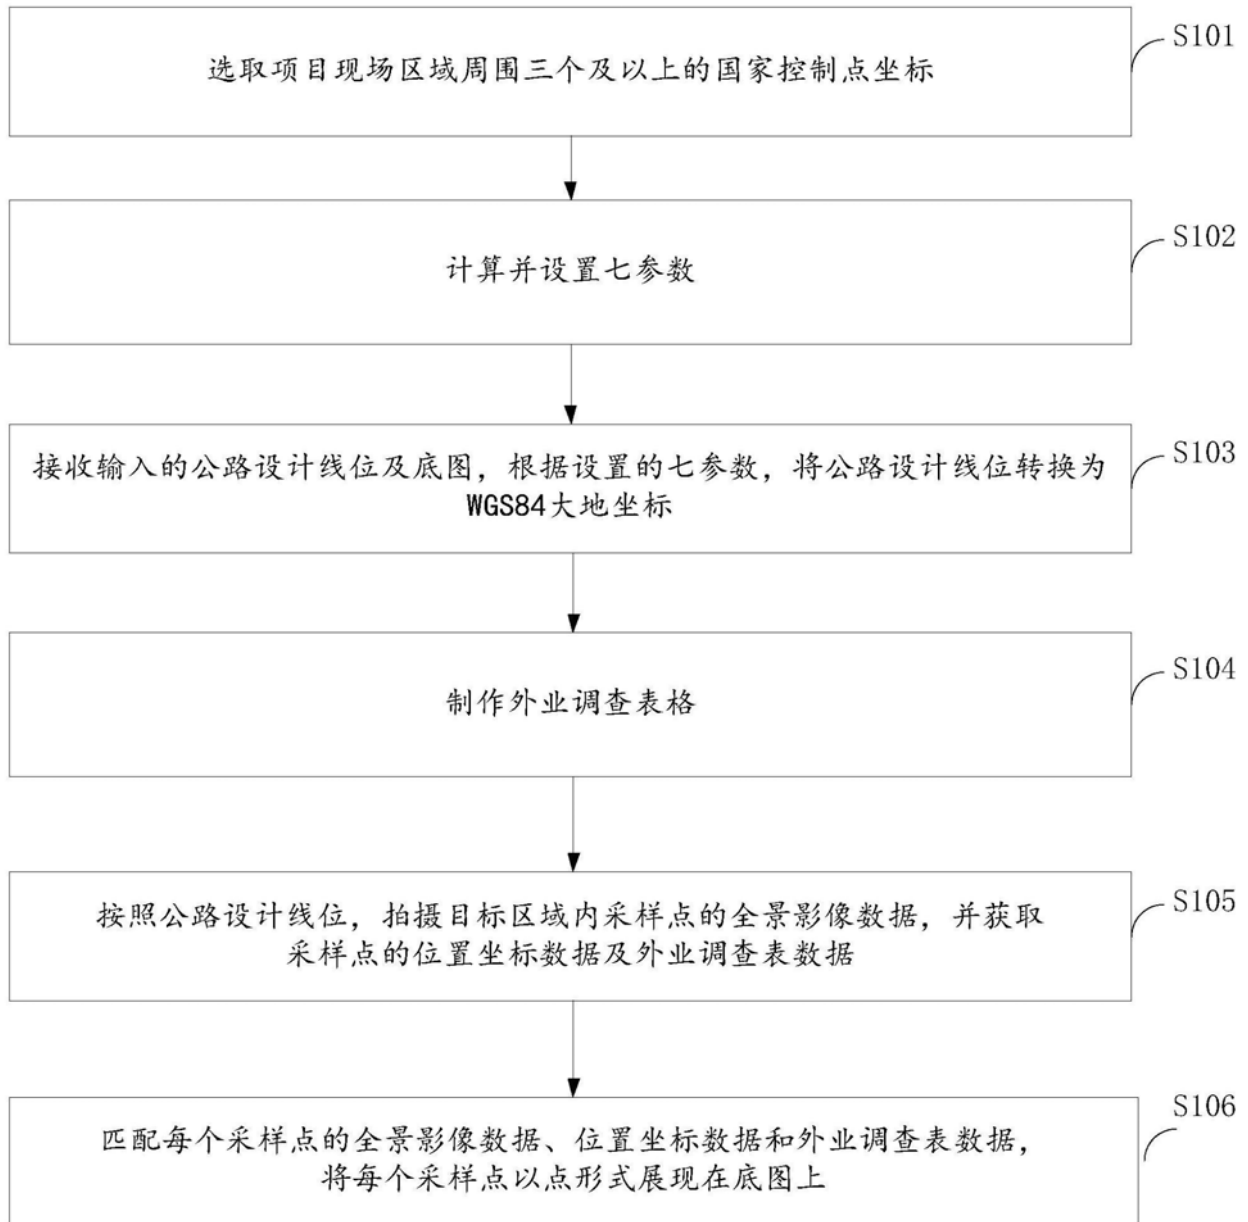 选取项目现场区域周围三个及以上的国家控制点坐标
S101
计算并设置七参数
S102
接收输入的公路设计线位及底图，根据设置的七参数，将公路设计线位转换为
WGS84大地坐标
S103
制作外业调查表格
S104
按照公路设计线位，拍摄目标区域内采样点的全景影像数据，并获取
采样点的位置坐标数据及外业调查表数据
S105
匹配每个采样点的全景影像数据、位置坐标数据和外业调查表数据，
将每个采样点以点形式展现在底图上
S106